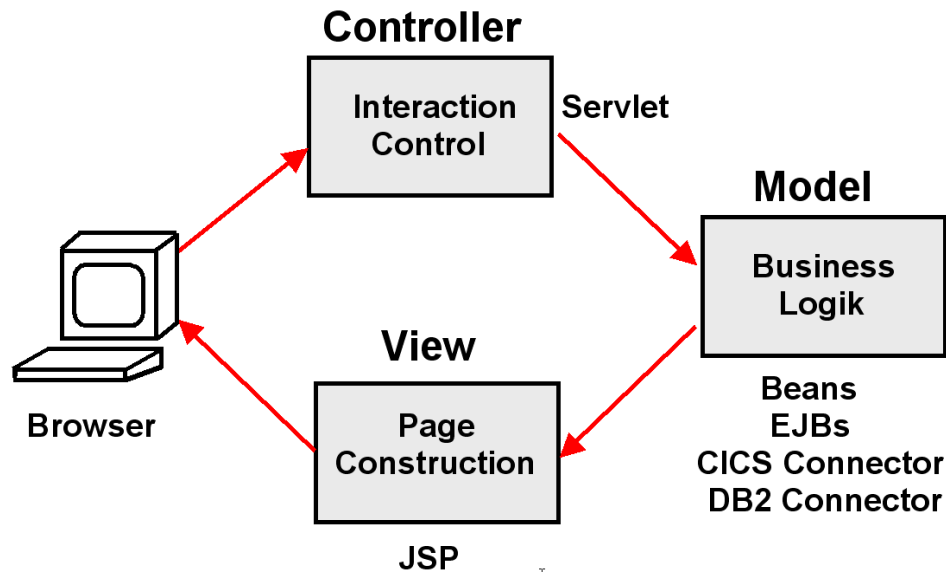 Controller
Interaction
Control
Servlet
Model
Business
Logik
Beans
EJBs
CICS Connector
DB2 Connector
View
Page
Construction
JSP
Browser